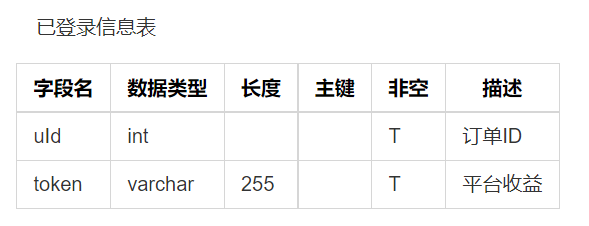 已登录信息表
字段名 数据类型 长度 主键 非空 描述
uId int T 订单ID
token varchar 255 T 平台收益